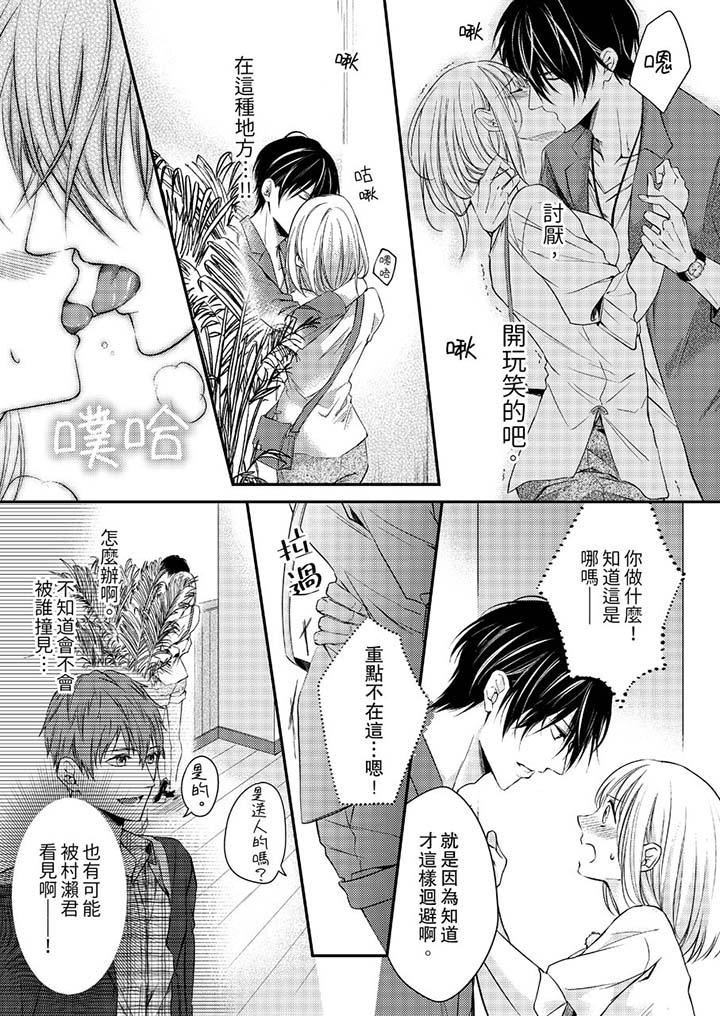 嗯
啾
討厭，
開玩笑的吧。
啾
啾
在這種地方⋯!!
咕
啾
啾
嗯
哈
噗哈
你做什麼！
知道這是
哪嗎——
重點不在這⋯嗯！
就是因為知道
才這樣迴避啊。
拉過
怎麼辦啊。
不知道會不會
被誰撞見⋯
是送人的嗎？
是的。
也有可能
被村瀨君
看見啊——！